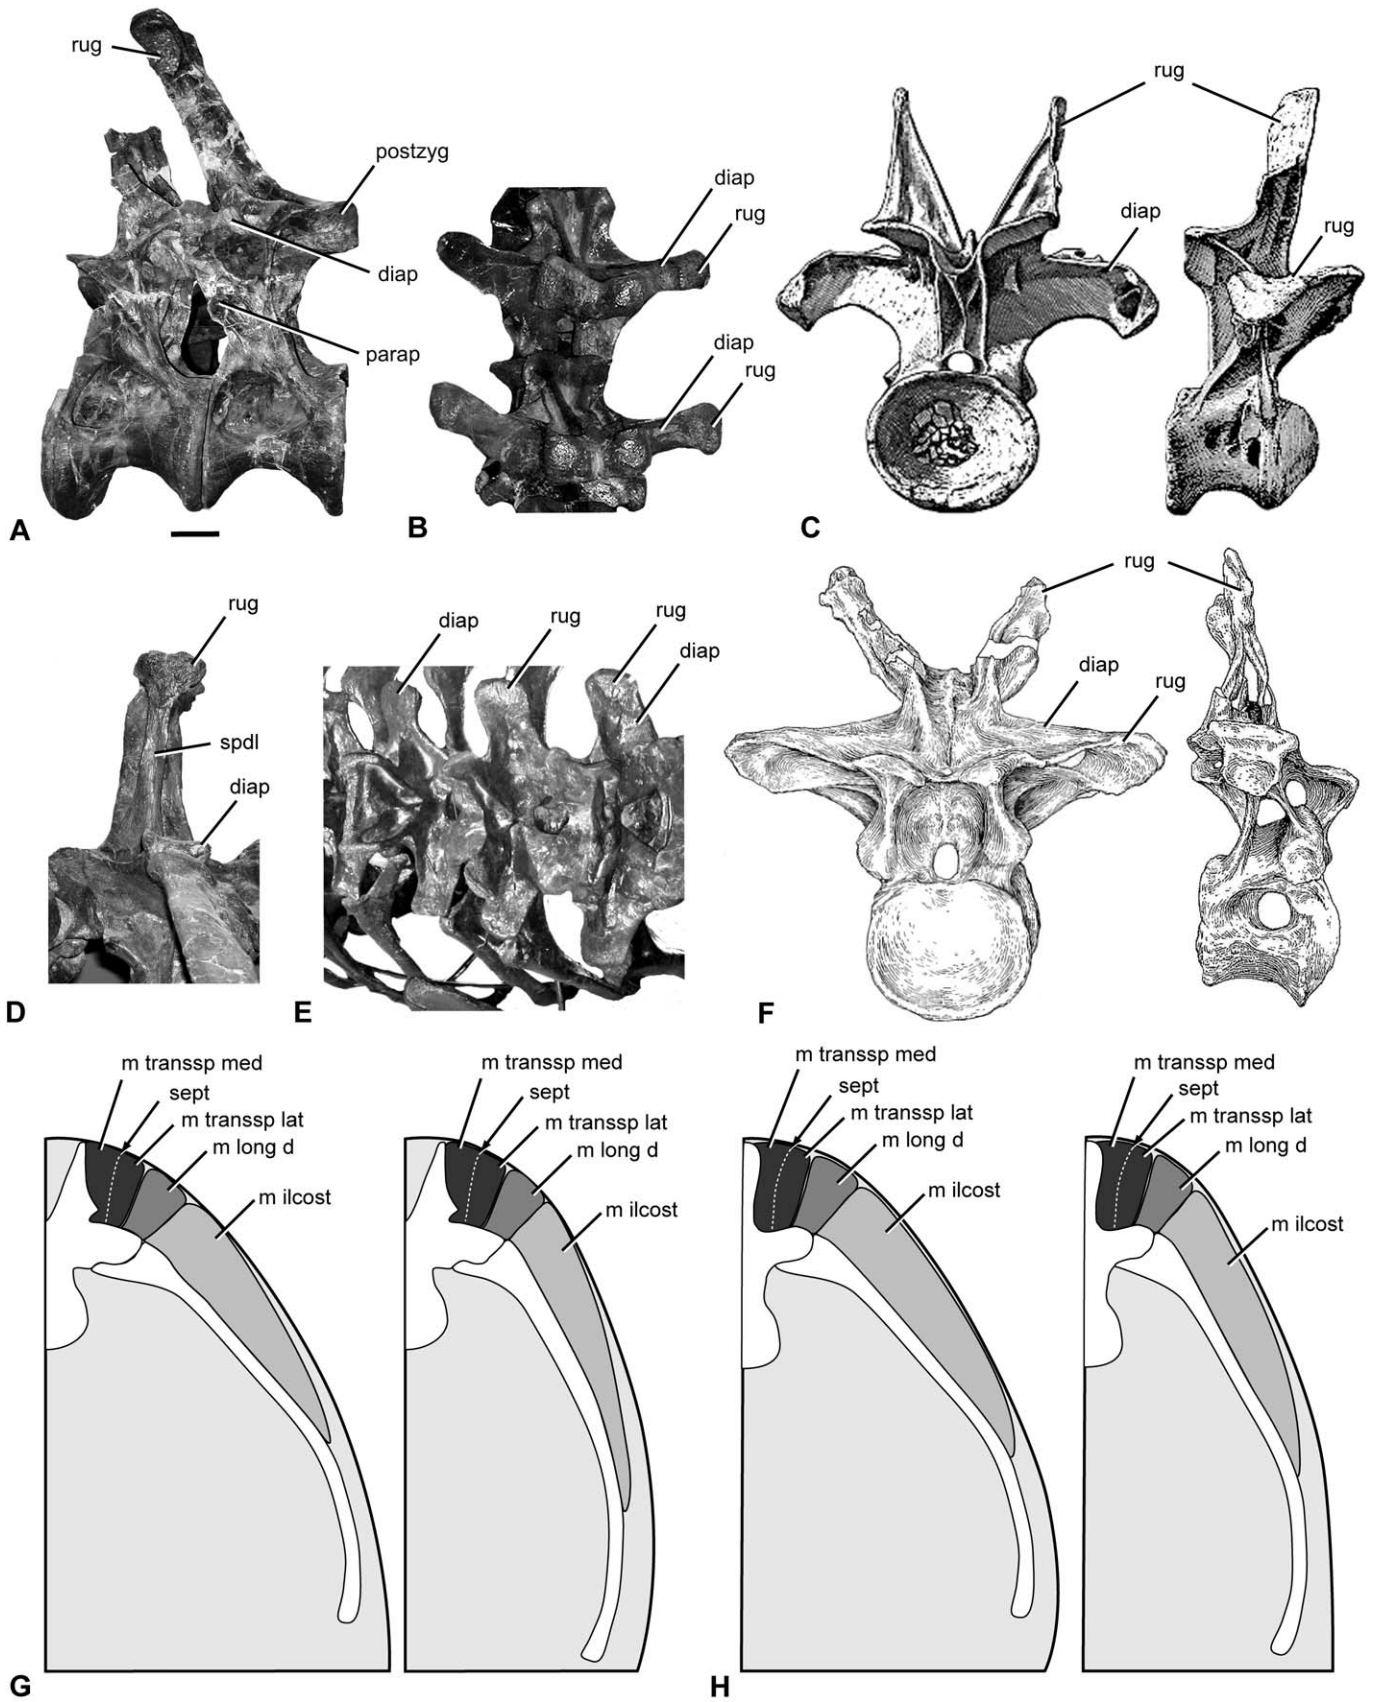 rug
postzyg
diap
parap
A
diap
rug
diap
rug
B
rug
diap
rug
C
rug
spdl
diap
D
diap
rug
rug
diap
E
rug
diap
rug
F
m transsp med
sept
m transsp lat
m long d
m ilcost
m transsp med
sept
m transsp lat
m long d
m ilcost
G
m transsp med
sept
m transsp lat
m long d
m ilcost
m transsp med
sept
m transsp lat
m long d
m ilcost
H